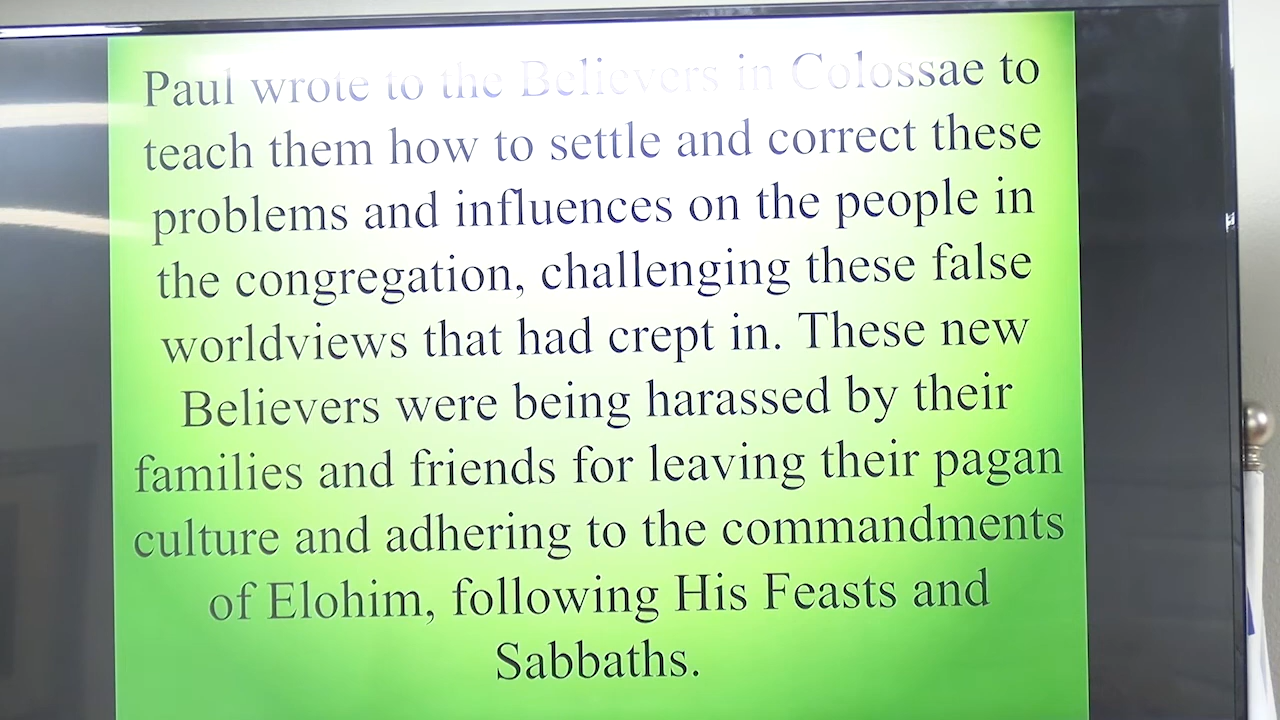 Paul wrote to the Believers in Colossae to
teach them how to settle and correct these
problems and influences on the people in
the congregation, challenging these false
worldviews that had crept in. These new
Believers were being harassed by their
families and friends for leaving their pagan
culture and adhering to the commandments
of Elohim, following His Feasts and
Sabbaths.